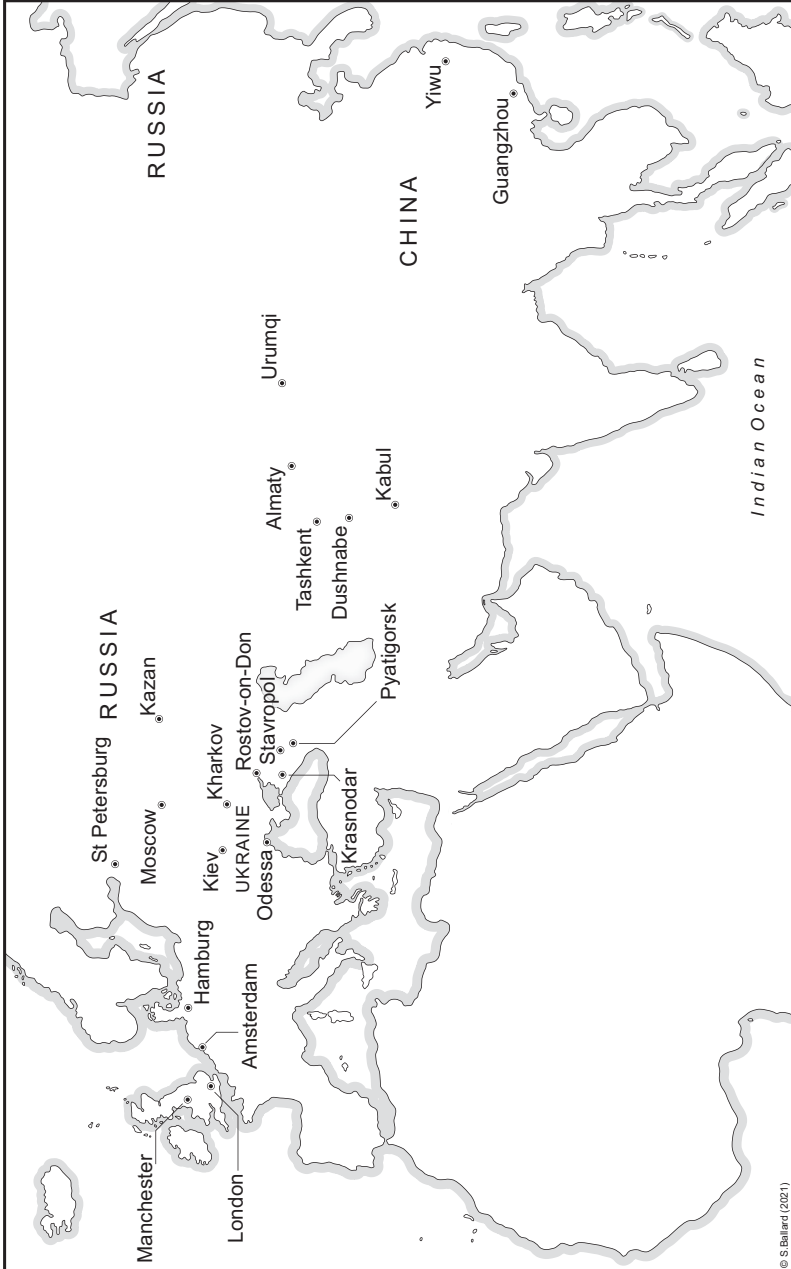 RUSSIA
St Petersburg
RUSSIA
Moscow
Kazan
Manchester
Hamburg
Kiev
Kharkov
UKRAINE
London
Amsterdam
Odessa
Rostov-on-Don
Stavropol
Krasnodar
Pyatigorsk
Almaty
Urumqi
Tashkent
Dushnabe
Kabul
CHINA
Yiwu
Guangzhou
Indian Ocean
© S.Ballard (2021)